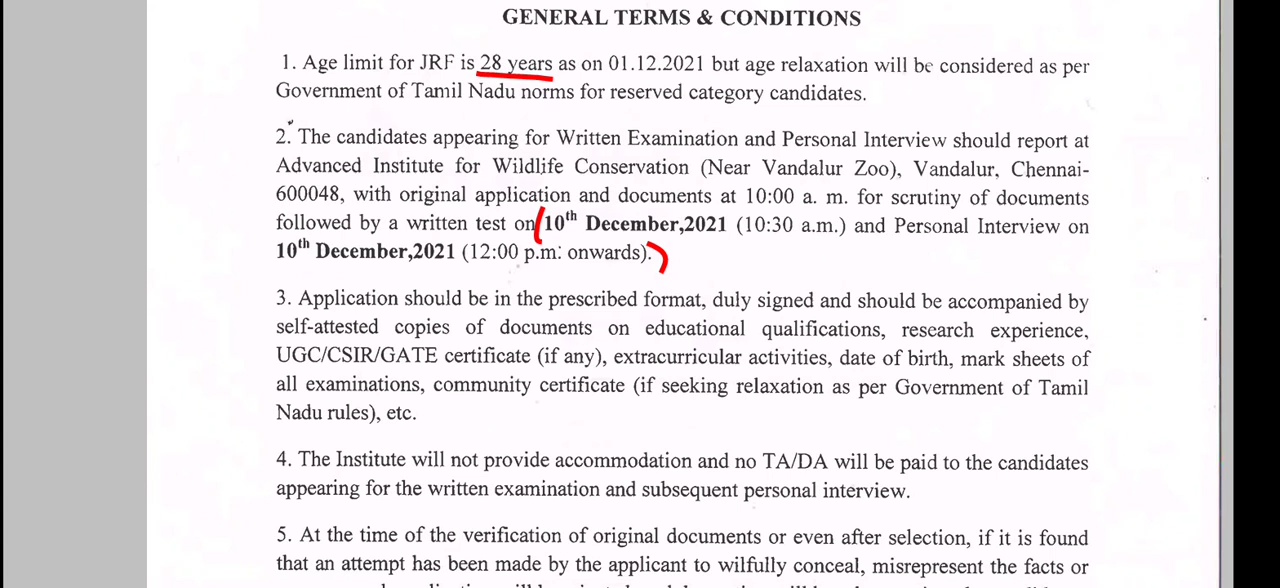 GENERAL TERMS & CONDITIONS
1. Age limit for JRF is 28 years as on 01.12.2021 but age relaxation will be considered as per
Government of Tamil Nadu norms for reserved category candidates.
2. The candidates appearing for Written Examination and Personal Interview should report at
Advanced Institute for Wildlife Conservation (Near Vandalur Zoo), Vandalur, Chennai-
600048, with original application and documents at 10:00 a. m. for scrutiny of documents
followed by a written test on 10th December,2021 (10:30 a.m.) and Personal Interview on
10th December,2021 (12:00 p.m. onwards).
3. Application should be in the prescribed format, duly signed and should be accompanied by
self-attested copies of documents on educational qualifications, research experience,
UGC/CSIR/GATE certificate (if any), extracurricular activities, date of birth, mark sheets of
all examinations, community certificate (if seeking relaxation as per Government of Tamil
Nadu rules), etc.
4. The Institute will not provide accommodation and no TA/DA will be paid to the candidates
appearing for the written examination and subsequent personal interview.
5. At the time of the verification of original documents or even after selection, if it is found
that an attempt has been made by the applicant to wilfully conceal, misrepresent the facts or